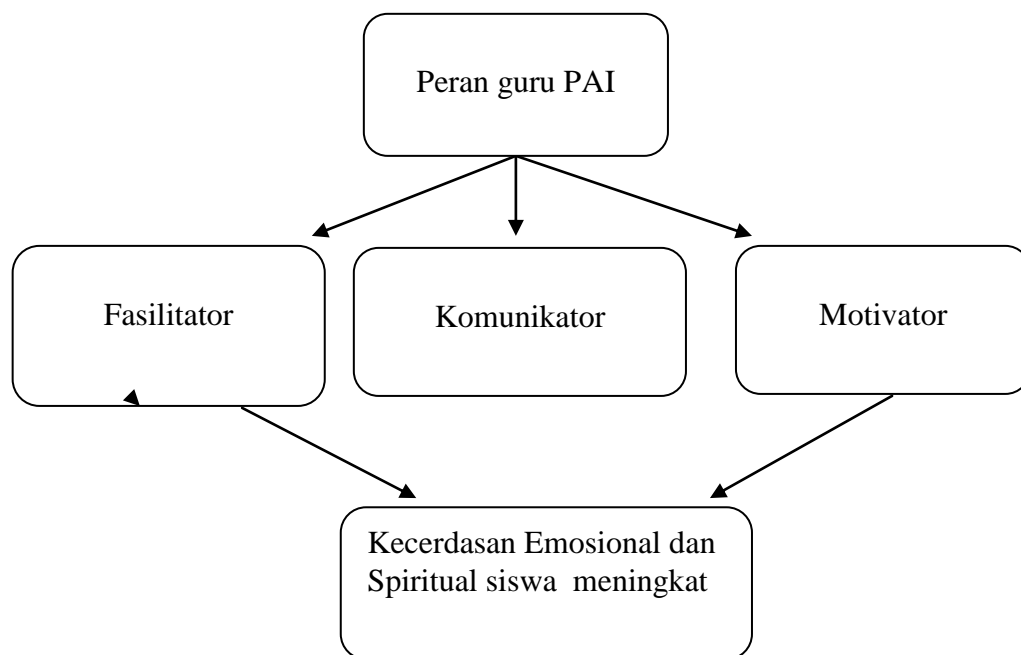 Peran guru PAI
Fasilitator
Komunikator
Motivator
Kecerdasan Emosional dan
Spiritual siswa meningkat